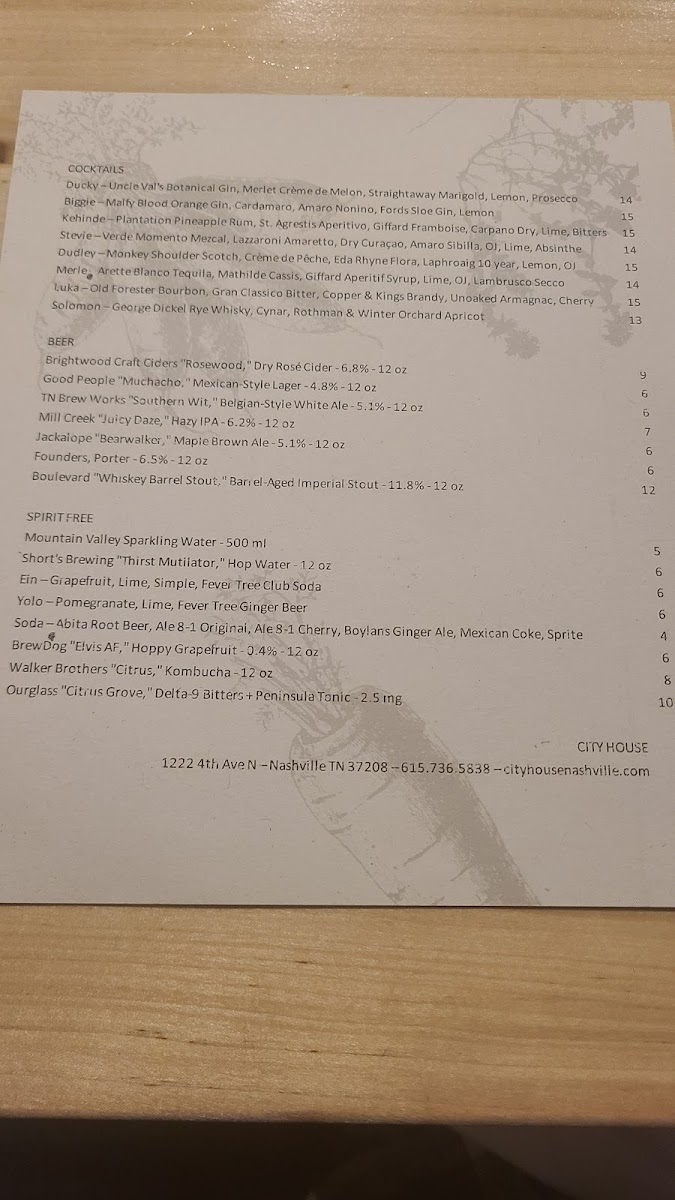 COCKTAILS
Ducky – Uncle Val's Botanical Gin, Merlet Crème de Melon, Straightaway Marigold, Lemon, Prosecco 14
Biggie – Malfy Blood Orange Gin, Cardamaro, Amaro Nonino, Fords Sloe Gin, Lemon 15
Kehinde – Plantation Pineapple Rum, St. Agrestis Aperitivo, Giffard Framboise, Carpano Dry, Lime, Bitters 15
Stevie – Verde Momento Mezcal, Lazzaroni Amaretto, Dry Curaçao, Amaro Sibilla, OJ, Lime, Absinthe 14
Dudley – Monkey Shoulder Scotch, Crème de Pêche, Eda Rhyne Flora, Laphroaig 10 year, Lemon, OJ 15
Merle – Arette Blanco Tequila, Mathilde Cassis, Giffard Aperitif Syrup, Lime, OJ, Lambrusco Secco 14
Luka – Old Forester Bourbon, Gran Classico Bitter, Copper & Kings Brandy, Unoaked Armagnac, Cherry 15
Solomon – George Dickel Rye Whisky, Cynar, Rothman & Winter Orchard Apricot 13
BEER
Brightwood Craft Ciders "Rosewood," Dry Rosé Cider - 6.8% - 12 oz 9
Good People "Muchacho," Mexican-Style Lager - 4.8% - 12 oz 6
TN Brew Works "Southern Wit," Belgian-Style White Ale - 5.1% - 12 oz 6
Mill Creek "Juicy Daze," Hazy IPA - 6.2% - 12 oz 7
Jackalope "Bearwalker," Maple Brown Ale - 5.1% - 12 oz 6
Founders, Porter - 6.5% - 12 oz 6
Boulevard "Whiskey Barrel Stout," Barrel-Aged Imperial Stout - 11.8% - 12 oz 12
SPIRIT FREE
Mountain Valley Sparkling Water - 500 ml 5
Short's Brewing "Thirst Mutilator," Hop Water - 12 oz 6
Ein – Grapefruit, Lime, Simple, Fever Tree Club Soda 6
Yolo – Pomegranate, Lime, Fever Tree Ginger Beer 6
Soda – Abita Root Beer, Ale 8-1 Original, Ale 8-1 Cherry, Boylans Ginger Ale, Mexican Coke, Sprite 4
BrewDog "Elvis AF," Hoppy Grapefruit - 0.4% - 12 oz 6
Walker Brothers "Citrus," Kombucha - 12 oz 8
Ourglass "Citrus Grove," Delta-9 Bitters + Peninsula Tonic - 2.5 mg 10
CITY HOUSE
1222 4th Ave N – Nashville TN 37208 – 615.736.5838 – cityhousenashville.com